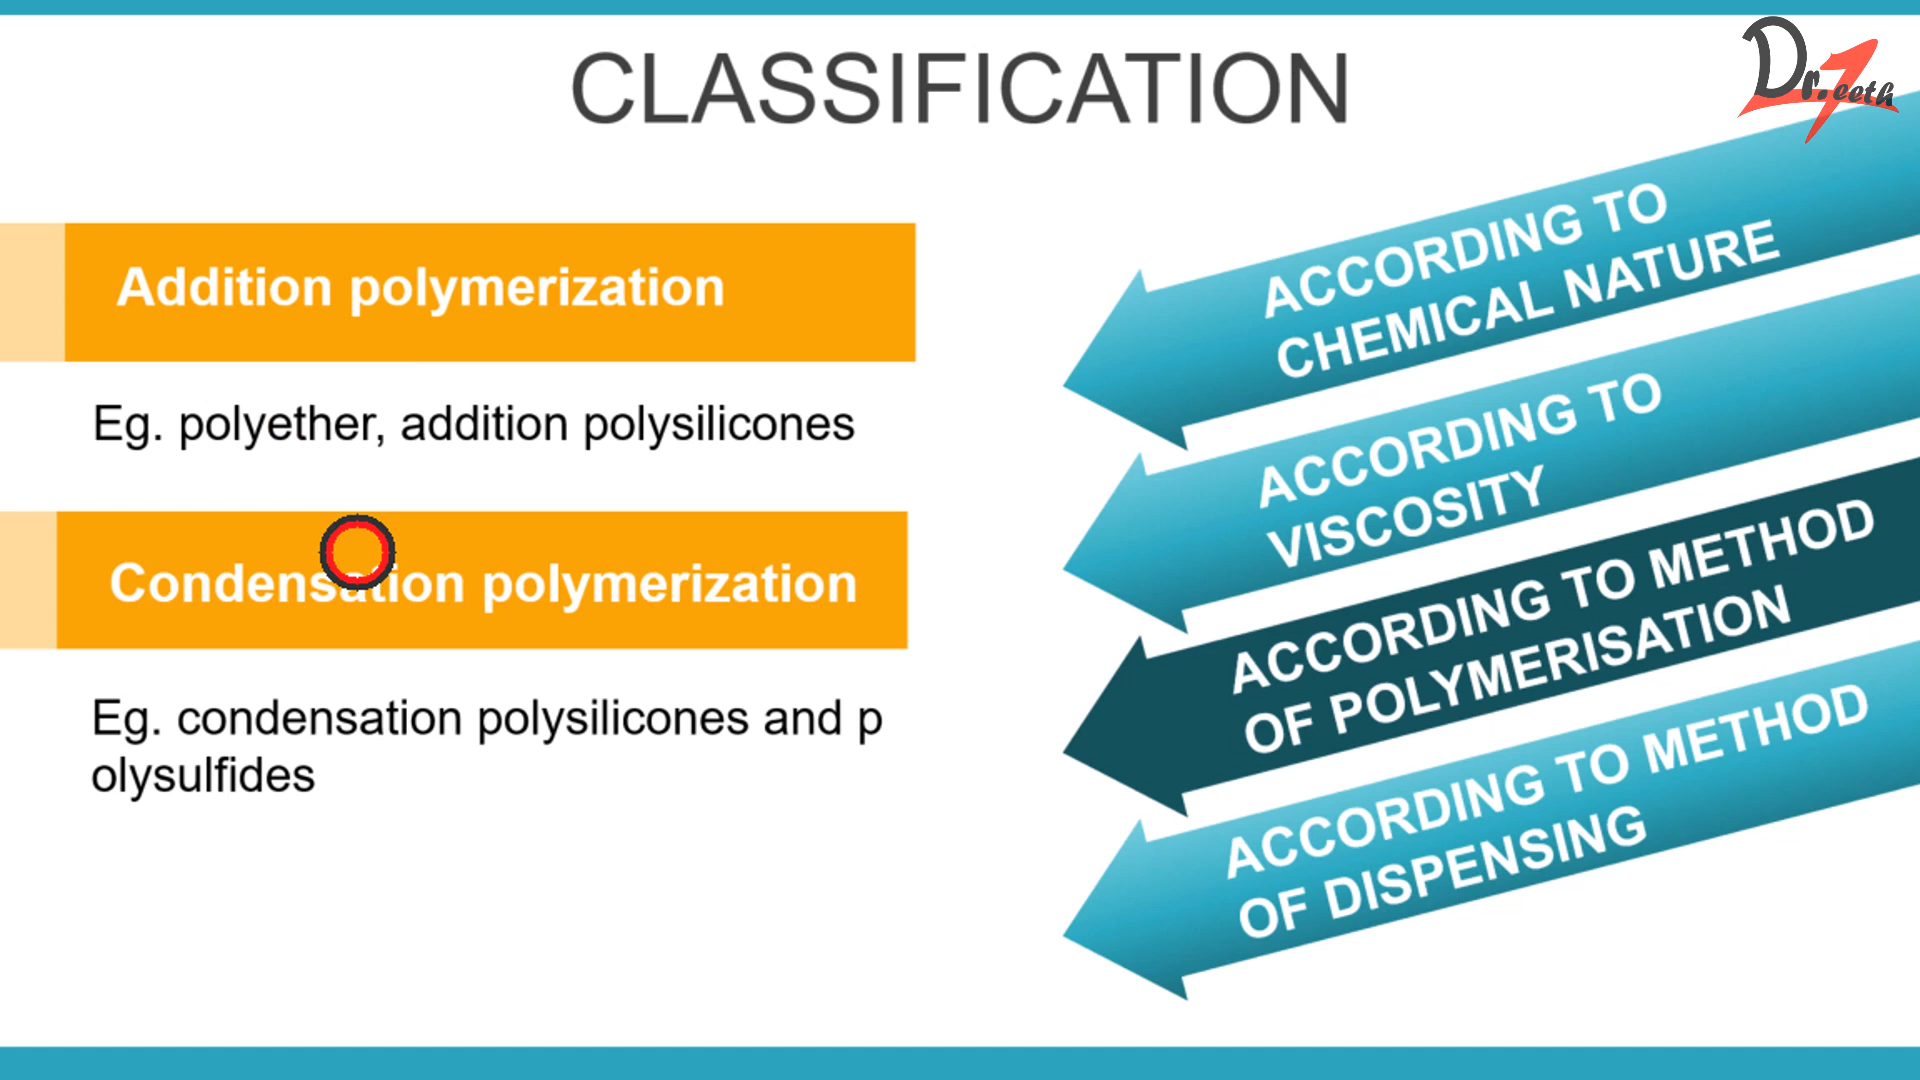 CLASSIFICATION
Dr.Teeth
Addition polymerization
Eg. polyether, addition polysilicones
Condensation polymerization
Eg. condensation polysilicones and p
olysulfides
ACCORDING TO
CHEMICAL NATURE
ACCORDING TO
VISCOSITY
ACCORDING TO METHOD
OF POLYMERISATION
ACCORDING TO METHOD
OF DISPENSING